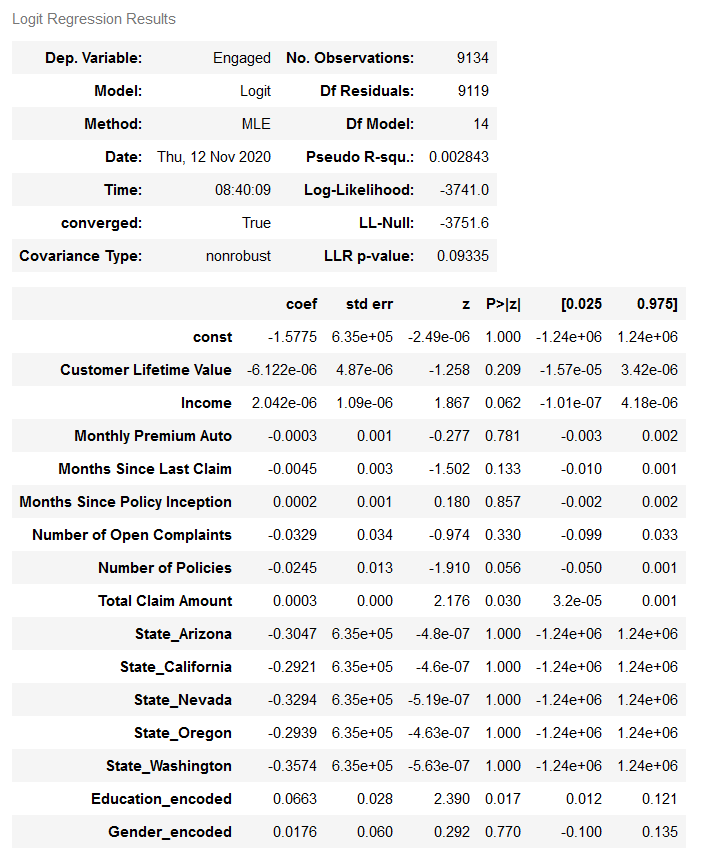 Logit Regression Results
Dep. Variable: Engaged No. Observations: 9134
Model: Logit Df Residuals: 9119
Method: MLE Df Model: 14
Date: Thu, 12 Nov 2020 Pseudo R-squ.: 0.002843
Time: 08:40:09 Log-Likelihood: -3741.0
converged: True LL-Null: -3751.6
Covariance Type: nonrobust LLR p-value: 0.09335
coef std err z P>|z| [0.025 0.975]
const -1.5775 6.35e+05 -2.49e-06 1.000 -1.24e+06 1.24e+06
Customer Lifetime Value -6.122e-06 4.87e-06 -1.258 0.209 -1.57e-05 3.42e-06
Income 2.042e-06 1.09e-06 1.867 0.062 -1.01e-07 4.18e-06
Monthly Premium Auto -0.0003 0.001 -0.277 0.781 -0.003 0.002
Months Since Last Claim -0.0045 0.003 -1.502 0.133 -0.010 0.001
Months Since Policy Inception 0.0002 0.001 0.180 0.857 -0.002 0.002
Number of Open Complaints -0.0329 0.034 -0.974 0.330 -0.099 0.033
Number of Policies -0.0245 0.013 -1.910 0.056 -0.050 0.001
Total Claim Amount 0.0003 0.000 2.176 0.030 3.2e-05 0.001
State_Arizona -0.3047 6.35e+05 -4.8e-07 1.000 -1.24e+06 1.24e+06
State_California -0.2921 6.35e+05 -4.6e-07 1.000 -1.24e+06 1.24e+06
State_Nevada -0.3294 6.35e+05 -5.19e-07 1.000 -1.24e+06 1.24e+06
State_Oregon -0.2939 6.35e+05 -4.63e-07 1.000 -1.24e+06 1.24e+06
State_Washington -0.3574 6.35e+05 -5.63e-07 1.000 -1.24e+06 1.24e+06
Education_encoded 0.0663 0.028 2.390 0.017 0.012 0.121
Gender_encoded 0.0176 0.060 0.292 0.770 -0.100 0.135